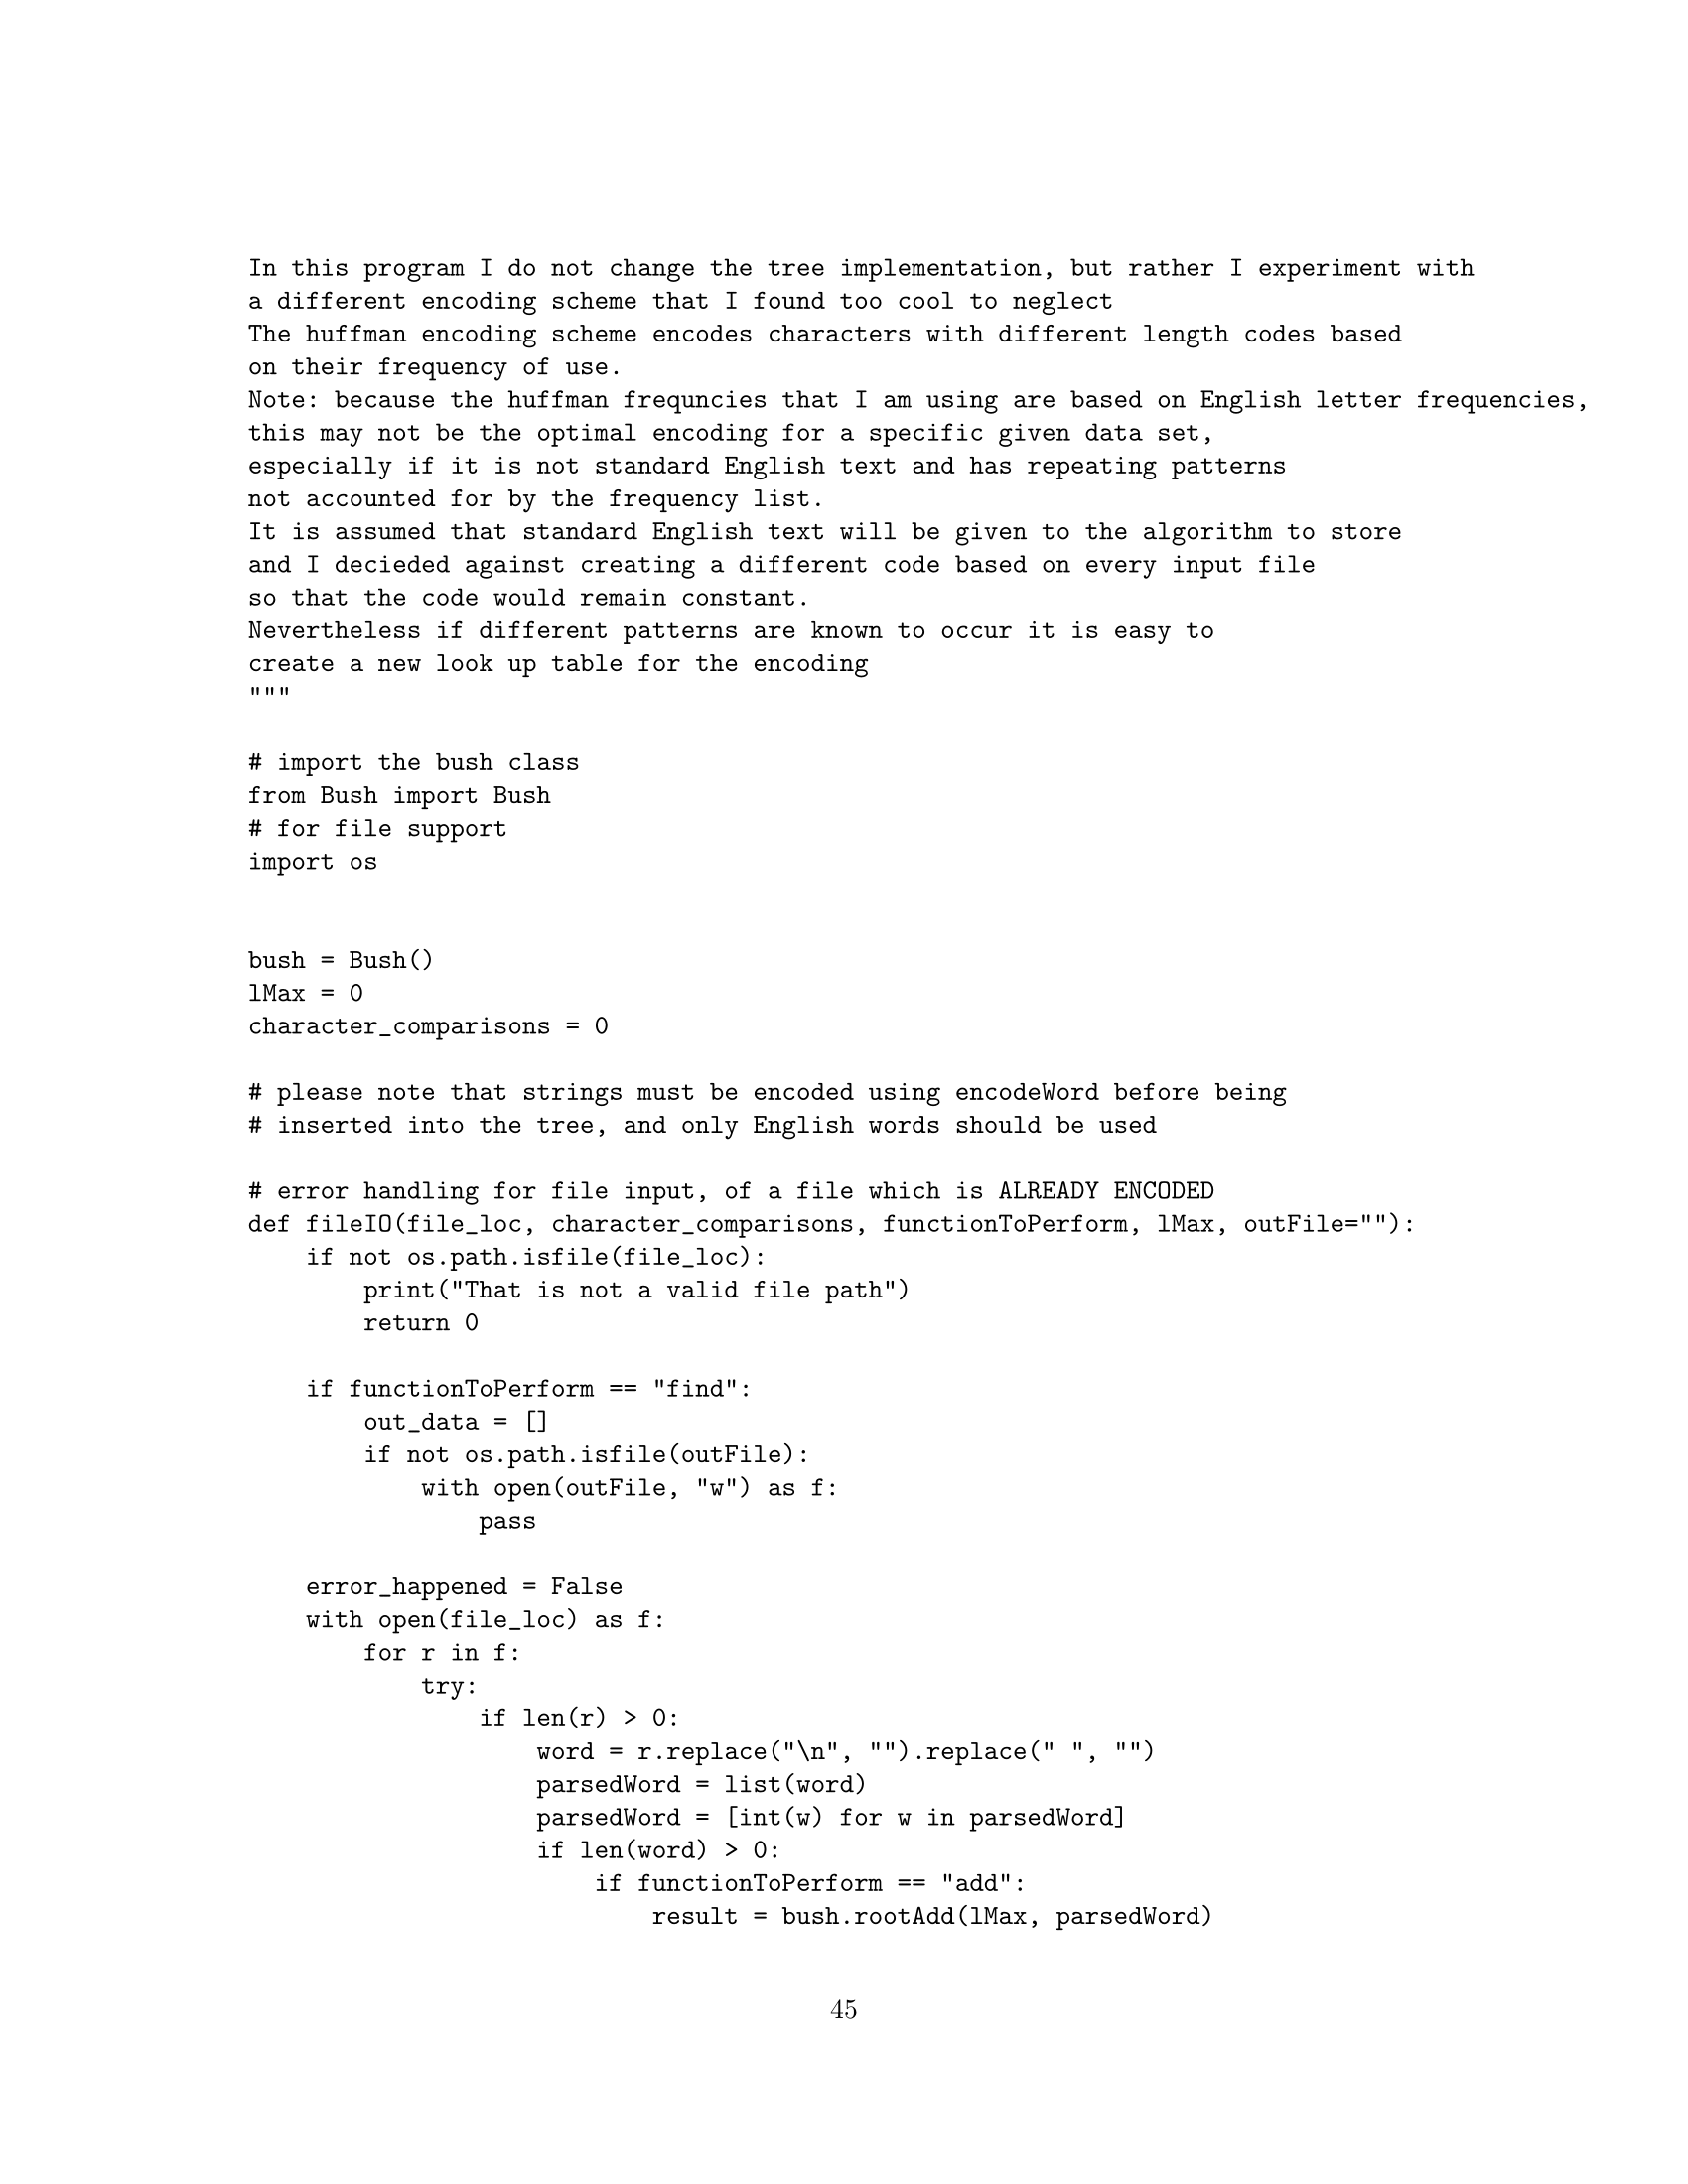 In this program I do not change the tree implementation, but rather I experiment with
a different encoding scheme that I found too cool to neglect
The huffman encoding scheme encodes characters with different length codes based
on their frequency of use.
Note: because the huffman frequncies that I am using are based on English letter frequencies,
this may not be the optimal encoding for a specific given data set,
especially if it is not standard English text and has repeating patterns
not accounted for by the frequency list.
It is assumed that standard English text will be given to the algorithm to store
and I decieded against creating a different code based on every input file
so that the code would remain constant.
Nevertheless if different patterns are known to occur it is easy to
create a new look up table for the encoding
"""

# import the bush class
from Bush import Bush
# for file support
import os


bush = Bush()
lMax = 0
character_comparisons = 0

# please note that strings must be encoded using encodeWord before being
# inserted into the tree, and only English words should be used

# error handling for file input, of a file which is ALREADY ENCODED
def fileIO(file_loc, character_comparisons, functionToPerform, lMax, outFile=""):
    if not os.path.isfile(file_loc):
        print("That is not a valid file path")
        return 0

    if functionToPerform == "find":
        out_data = []
        if not os.path.isfile(outFile):
            with open(outFile, "w") as f:
                pass

    error_happened = False
    with open(file_loc) as f:
        for r in f:
            try:
                if len(r) > 0:
                    word = r.replace("\n", "").replace(" ", "")
                    parsedWord = list(word)
                    parsedWord = [int(w) for w in parsedWord]
                    if len(word) > 0:
                        if functionToPerform == "add":
                            result = bush.rootAdd(lMax, parsedWord)

45